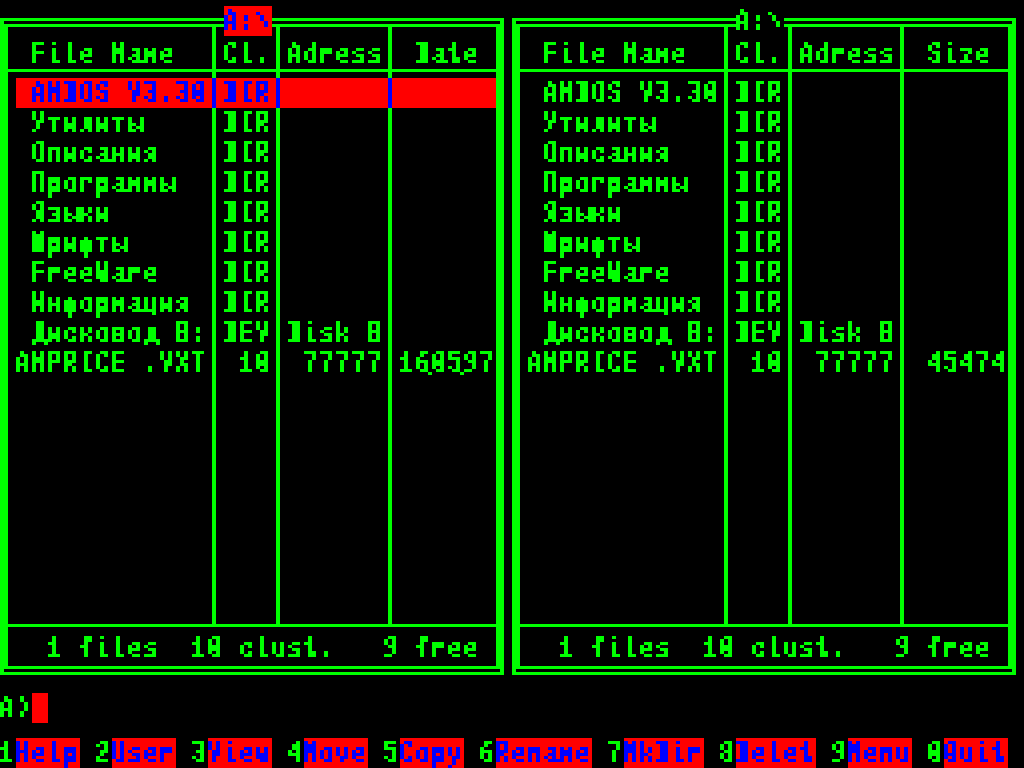 A:\ A:\
File Name Cl. Adress Date File Name Cl. Adress Size
ANDOS V3.30 DIR ANDOS V3.30 DIR
Утилиты DIR Утилиты DIR
Описания DIR Описания DIR
Программы DIR Программы DIR
Языки DIR Языки DIR
Шрифты DIR Шрифты DIR
FreeWare DIR FreeWare DIR
Информация DIR Информация DIR
Дисковод B: DEV Disk B Дисковод B: DEV Disk B
AMPRICE .VXT 10 77777 160597 AMPRICE .VXT 10 77777 45474
1 files 10 clust. 9 free 1 files 10 clust. 9 free
A>
1Help 2User 3View 4Move 5Copy 6Rename 7MkDir 8Delet 9Menu 0Quit